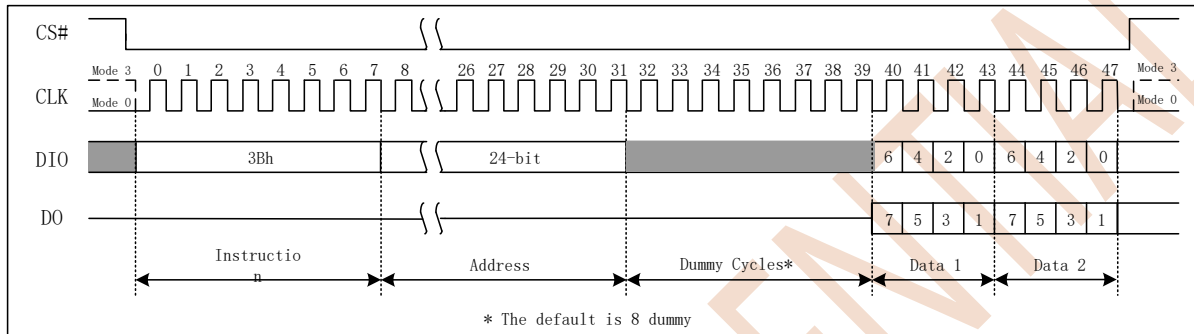 CS#
Mode 3 0 1 2 3 4 5 6 7 8 26 27 28 29 30 31 32 33 34 35 36 37 38 39 40 41 42 43 44 45 46 47 Mode 3
CLK
Mode 0 Mode 0
DIO 3Bh 24-bit 6 4 2 0 6 4 2 0
DO 7 5 3 1 7 5 3 1
Instructio
n
Address Dummy Cycles* Data 1 Data 2
* The default is 8 dummy